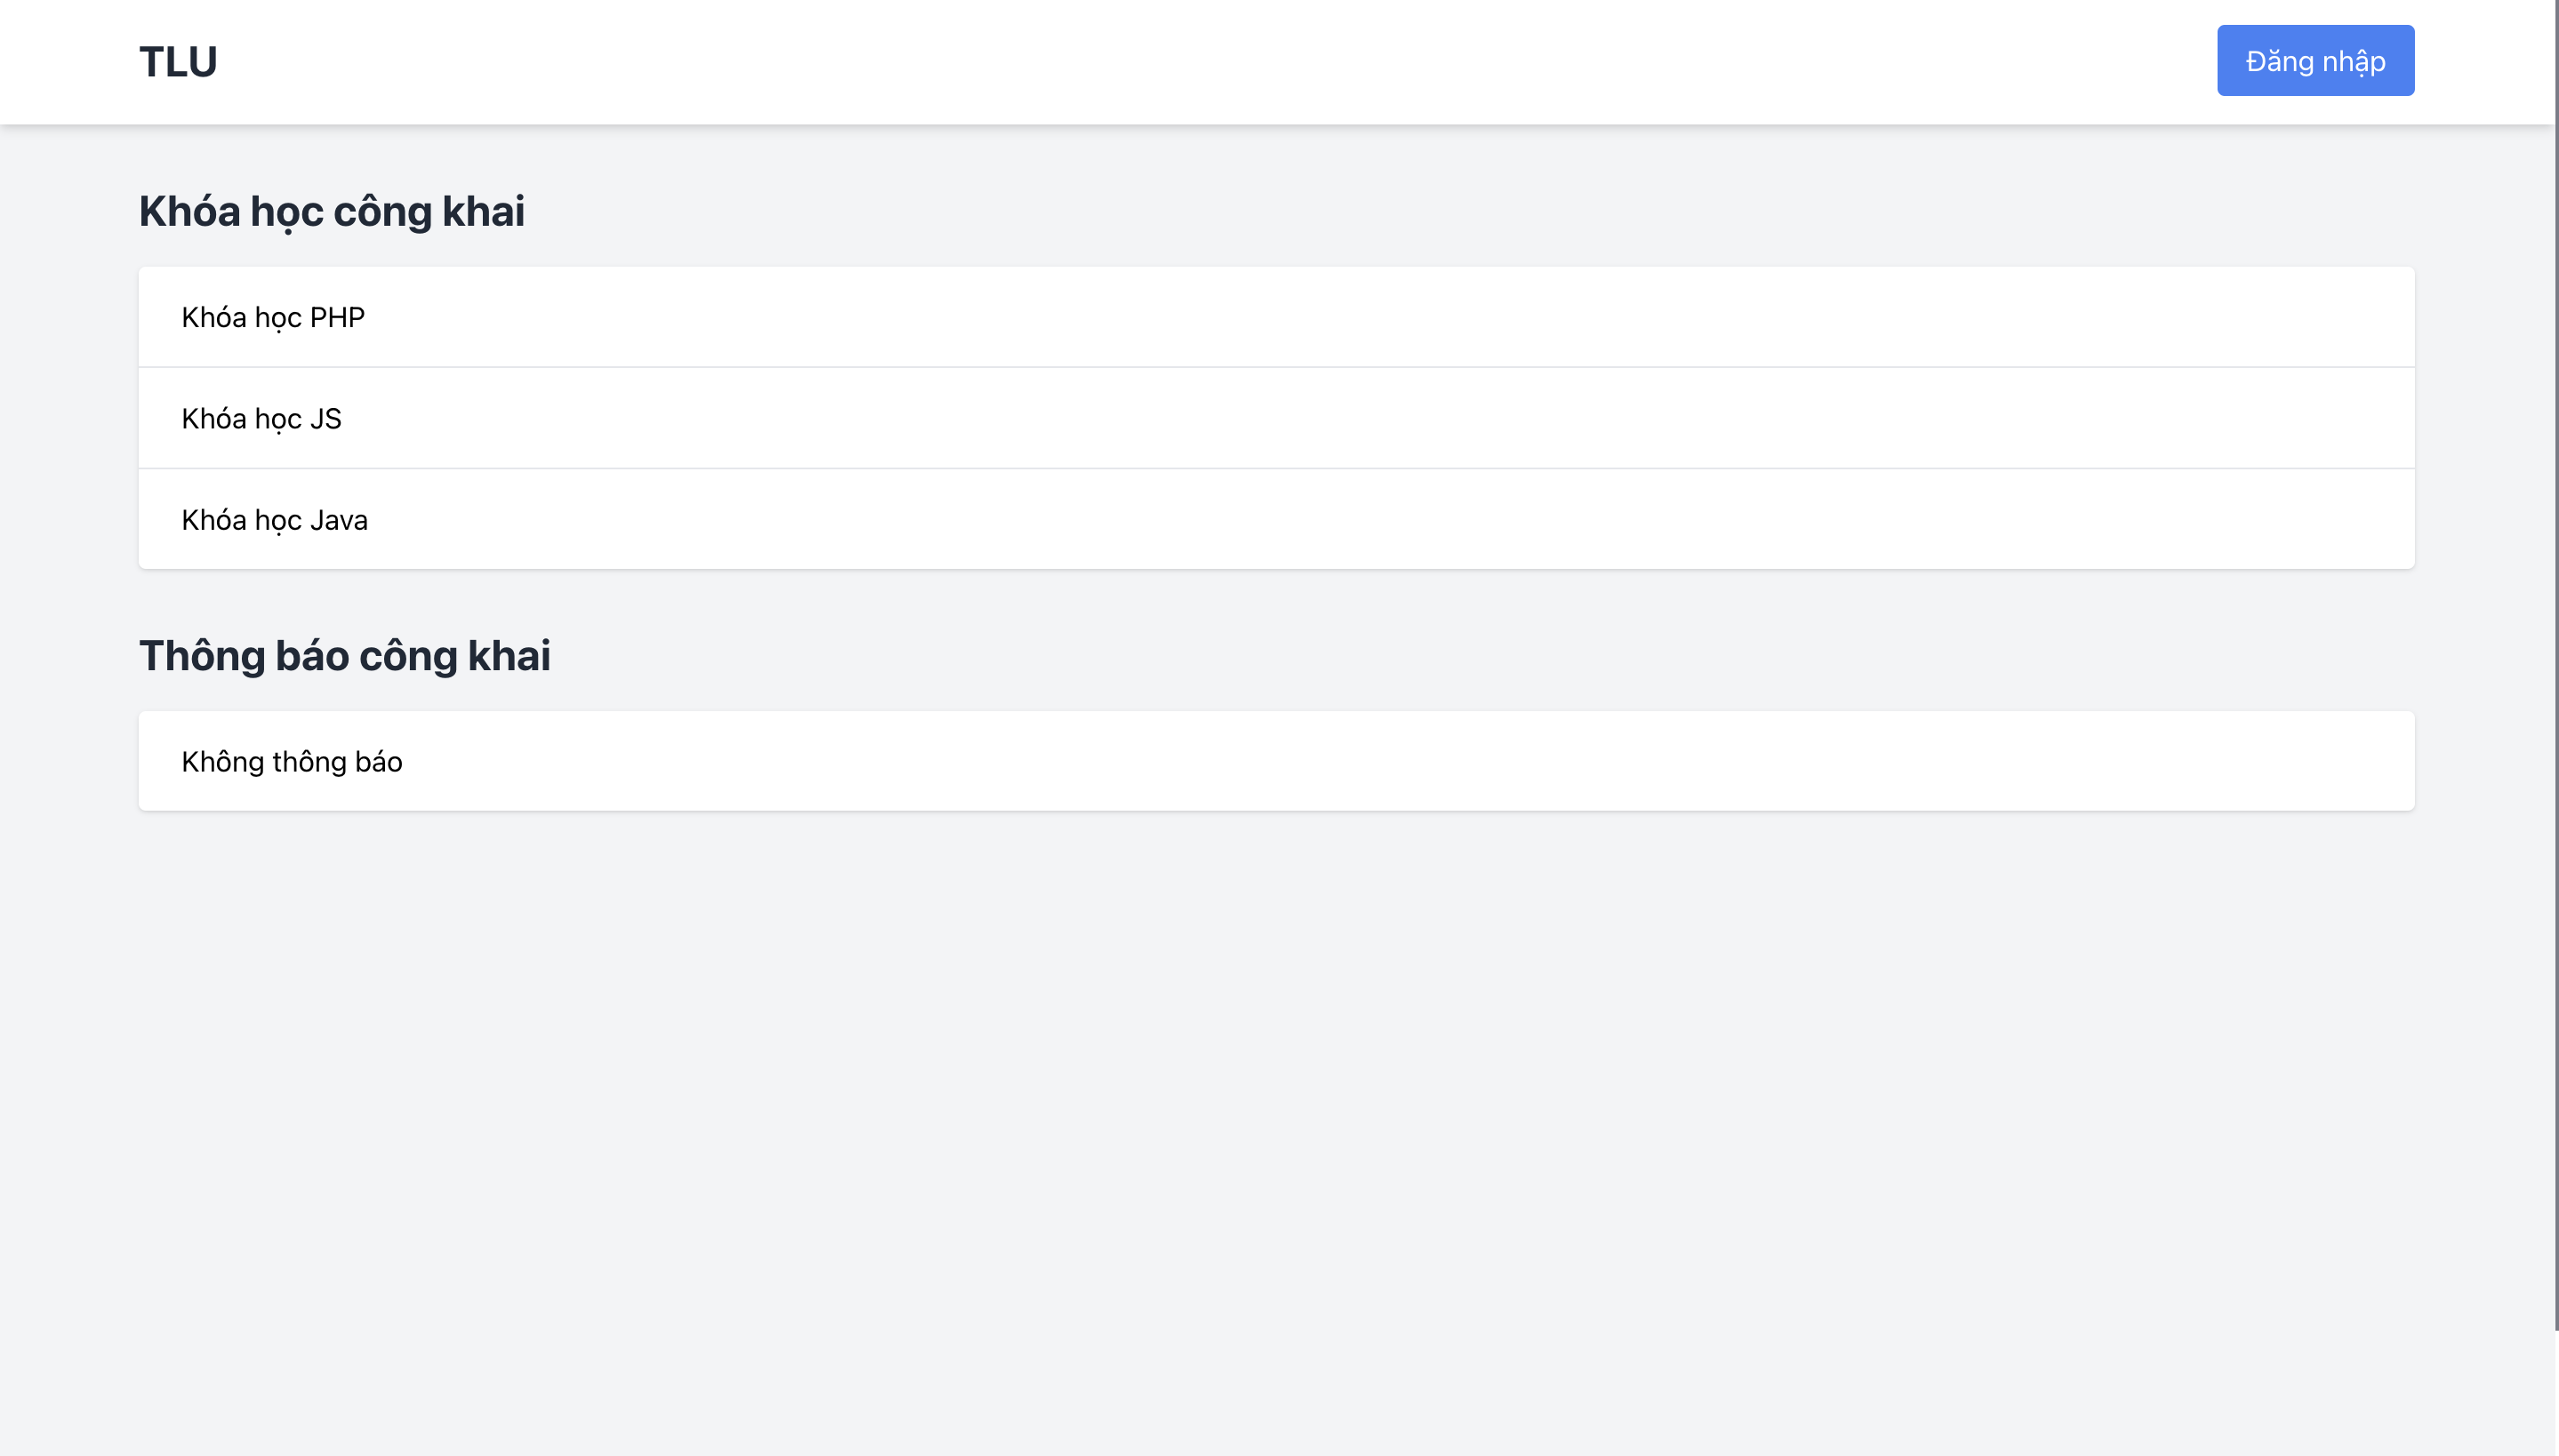 TLU
Đăng nhập
Khóa học công khai
Khóa học PHP
Khóa học JS
Khóa học Java
Thông báo công khai
Không thông báo